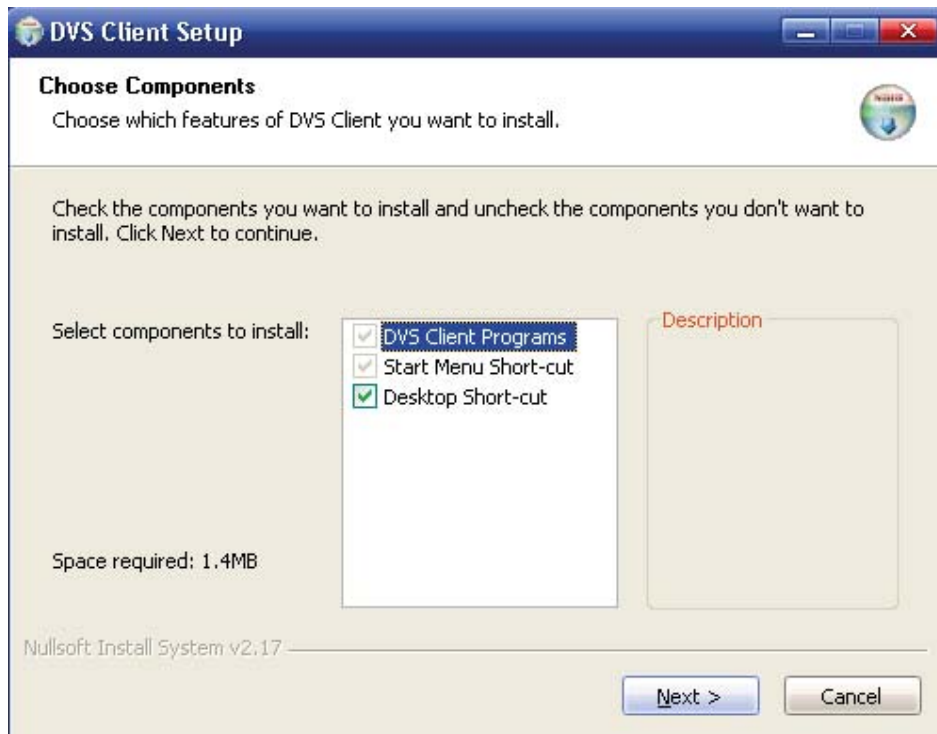 DVS Client Setup
Choose Components
Choose which features of DVS Client you want to install.
Check the components you want to install and uncheck the components you don't want to
install. Click Next to continue.
Select components to install:
DVS Client Programs
Start Menu Short-cut
Desktop Short-cut
Description
Space required: 1.4MB
Nullsoft Install System v2.17
Next >
Cancel